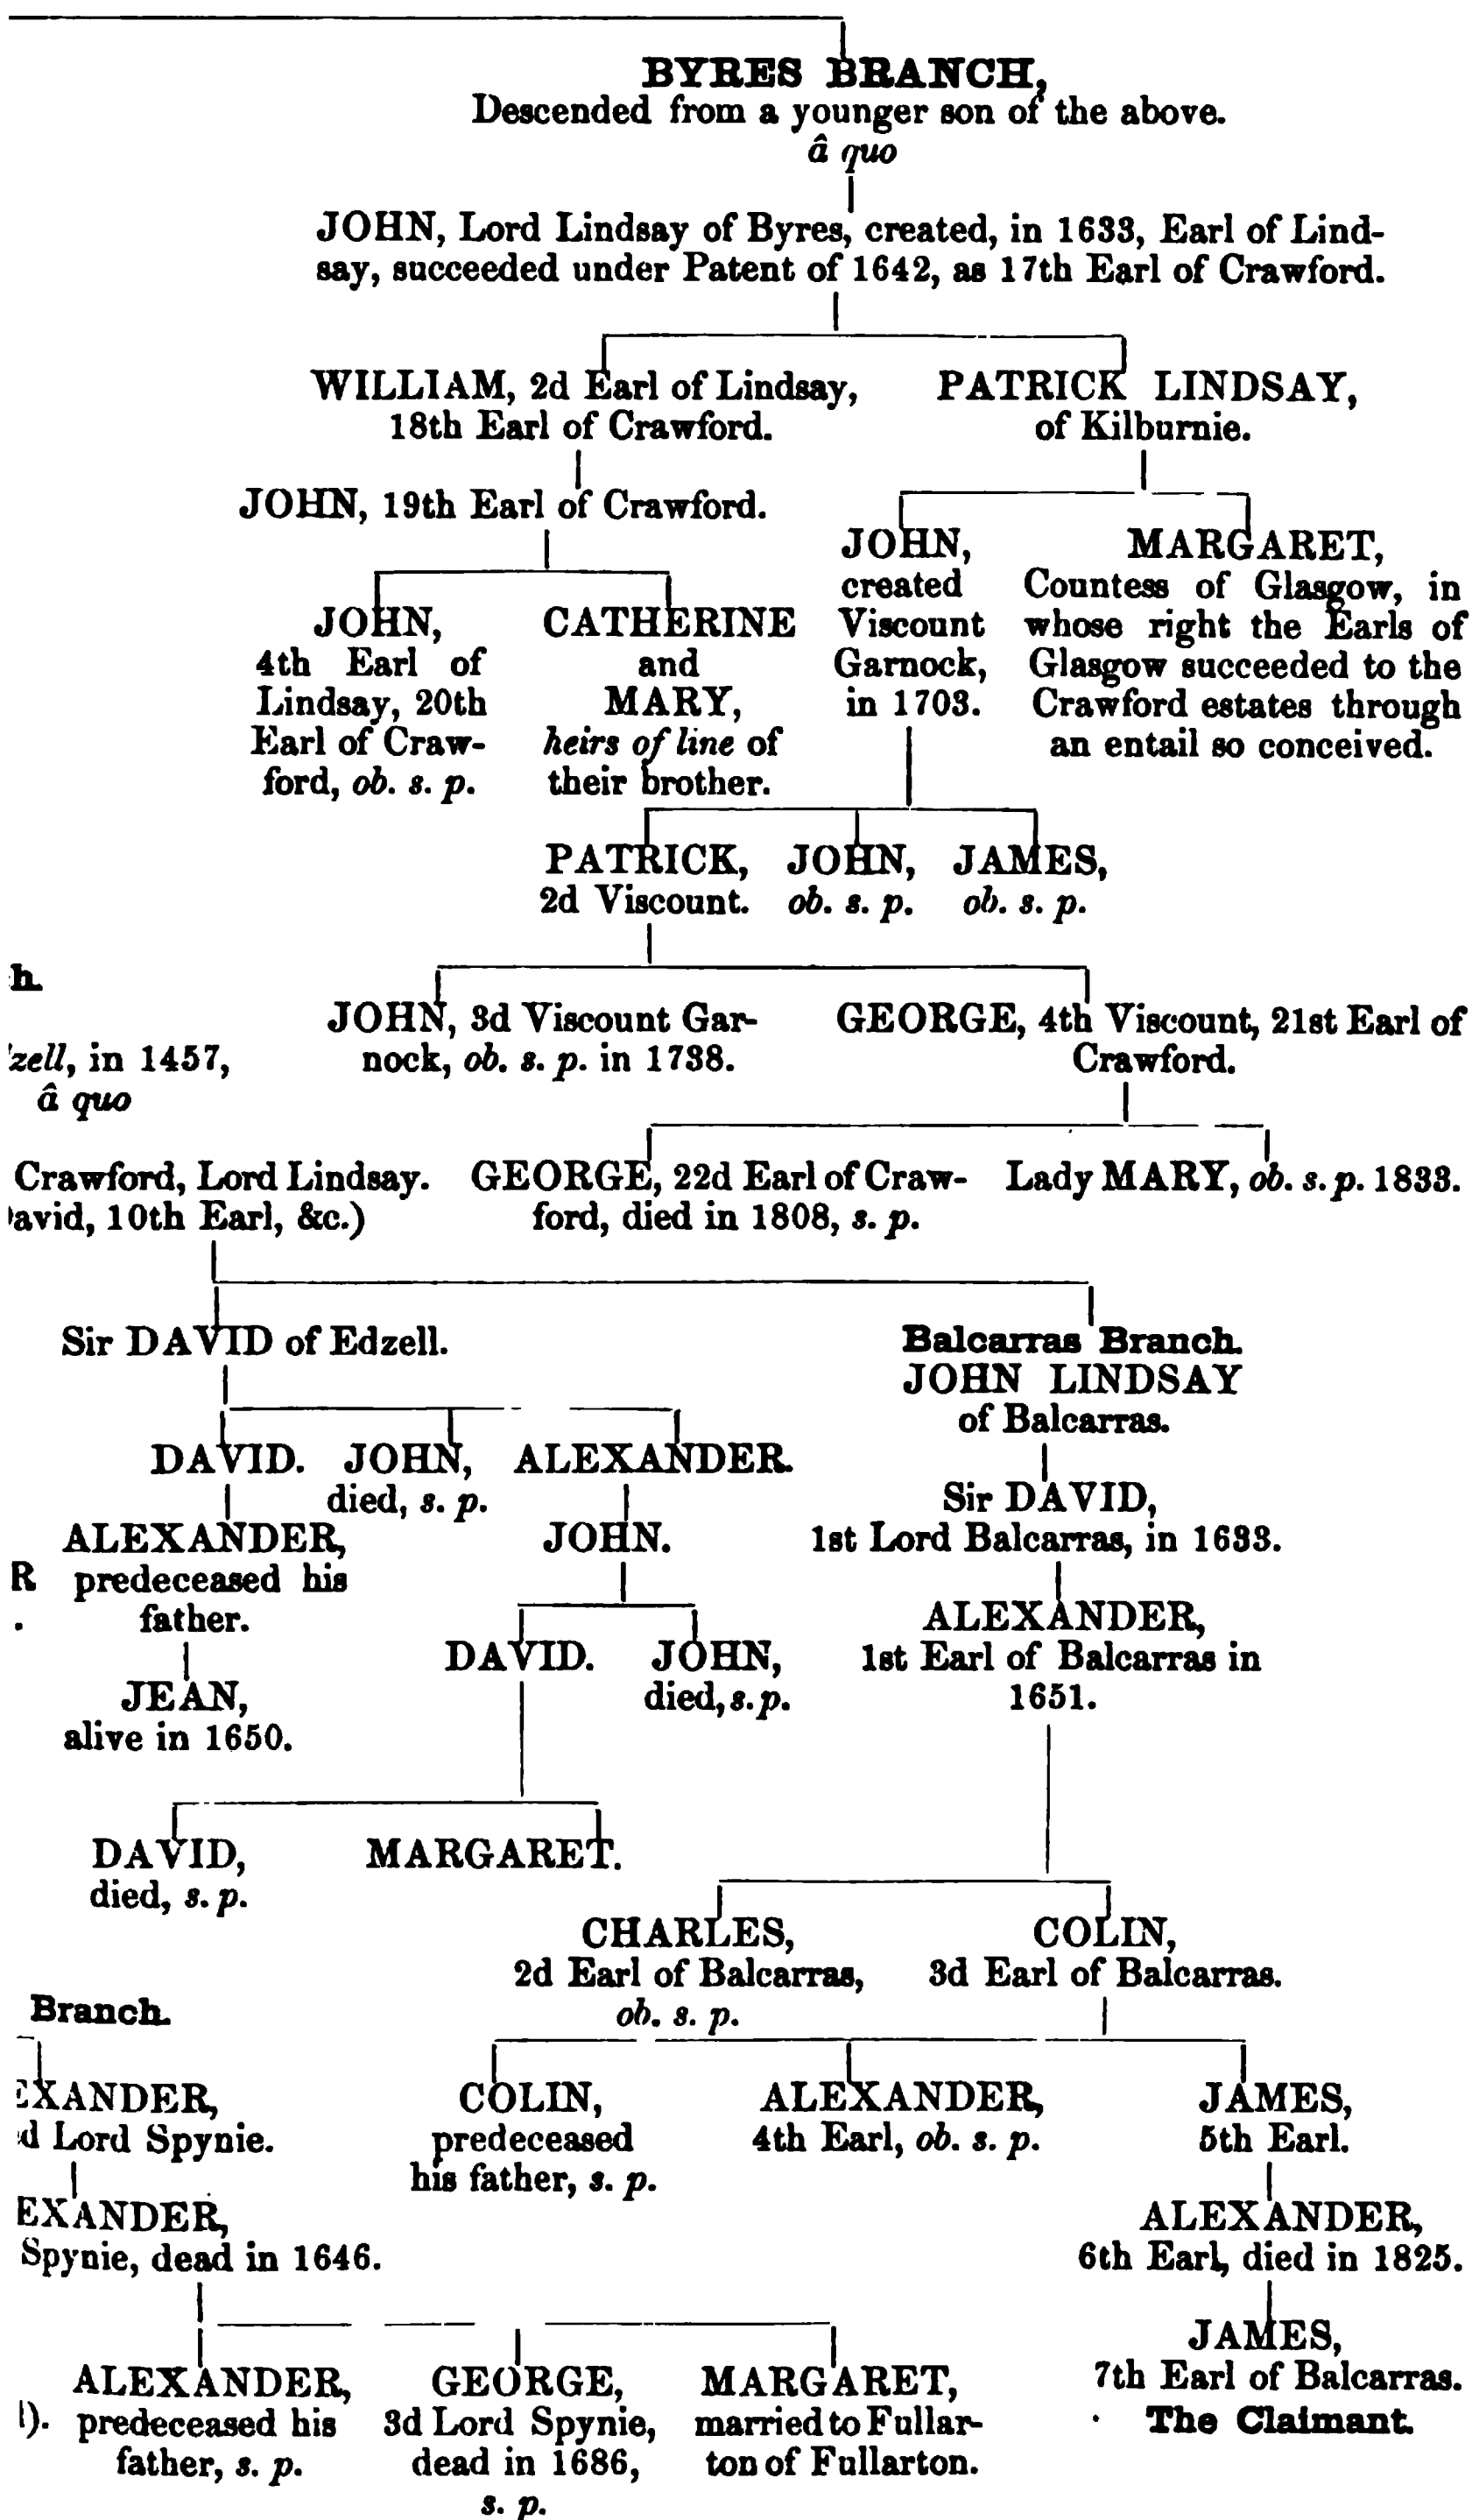 BYRES BRANCH,
Descended from a younger son of the above.
â quo
JOHN, Lord Lindsay of Byres, created, in 1633, Earl of Lind-
say, succeeded under Patent of 1642, as 17th Earl of Crawford.
WILLIAM, 2d Earl of Lindsay,
18th Earl of Crawford.
PATRICK LINDSAY,
of Kilburnie.
JOHN, 19th Earl of Crawford.
JOHN,
created
Viscount
Garnock,
in 1703.
MARGARET,
Countess of Glasgow, in
whose right the Earls of
Glasgow succeeded to the
Crawford estates through
an entail so conceived.
JOHN,
4th Earl of
Lindsay, 20th
Earl of Craw-
ford, ob. s. p.
CATHERINE
and
MARY,
heirs of line of
their brother.
PATRICK,
2d Viscount.
JOHN,
ob. s. p.
JAMES,
ob. s. p.
h.
zell, in 1457,
â quo
JOHN, 3d Viscount Gar-
nock, ob. s. p. in 1738.
GEORGE, 4th Viscount, 21st Earl of
Crawford.
Crawford, Lord Lindsay.
avid, 10th Earl, &c.)
GEORGE, 22d Earl of Craw-
ford, died in 1808, s. p.
Lady MARY, ob. s. p. 1833.
Sir DAVID of Edzell.
Balcarras Branch.
JOHN LINDSAY
of Balcarras.
DAVID.
JOHN,
died, s. p.
ALEXANDER.
Sir DAVID,
1st Lord Balcarras, in 1633.
ALEXANDER,
predeceased his
father.
R
.
JOHN.
ALEXANDER,
1st Earl of Balcarras in
1651.
DAVID.
JOHN,
died, s. p.
JEAN,
alive in 1650.
DAVID,
died, s. p.
MARGARET.
CHARLES,
2d Earl of Balcarras,
ob. s. p.
COLIN,
3d Earl of Balcarras.
Branch.
EXANDER,
d Lord Spynie.
COLIN,
predeceased
his father, s. p.
ALEXANDER,
4th Earl, ob. s. p.
JAMES,
5th Earl.
EXANDER,
Spynie, dead in 1646.
ALEXANDER,
6th Earl, died in 1825.
JAMES,
7th Earl of Balcarras.
The Claimant.
ALEXANDER,
predeceased his
father, s. p.
).
GEORGE,
3d Lord Spynie,
dead in 1686,
s. p.
MARGARET,
married to Fullar-
ton of Fullarton.